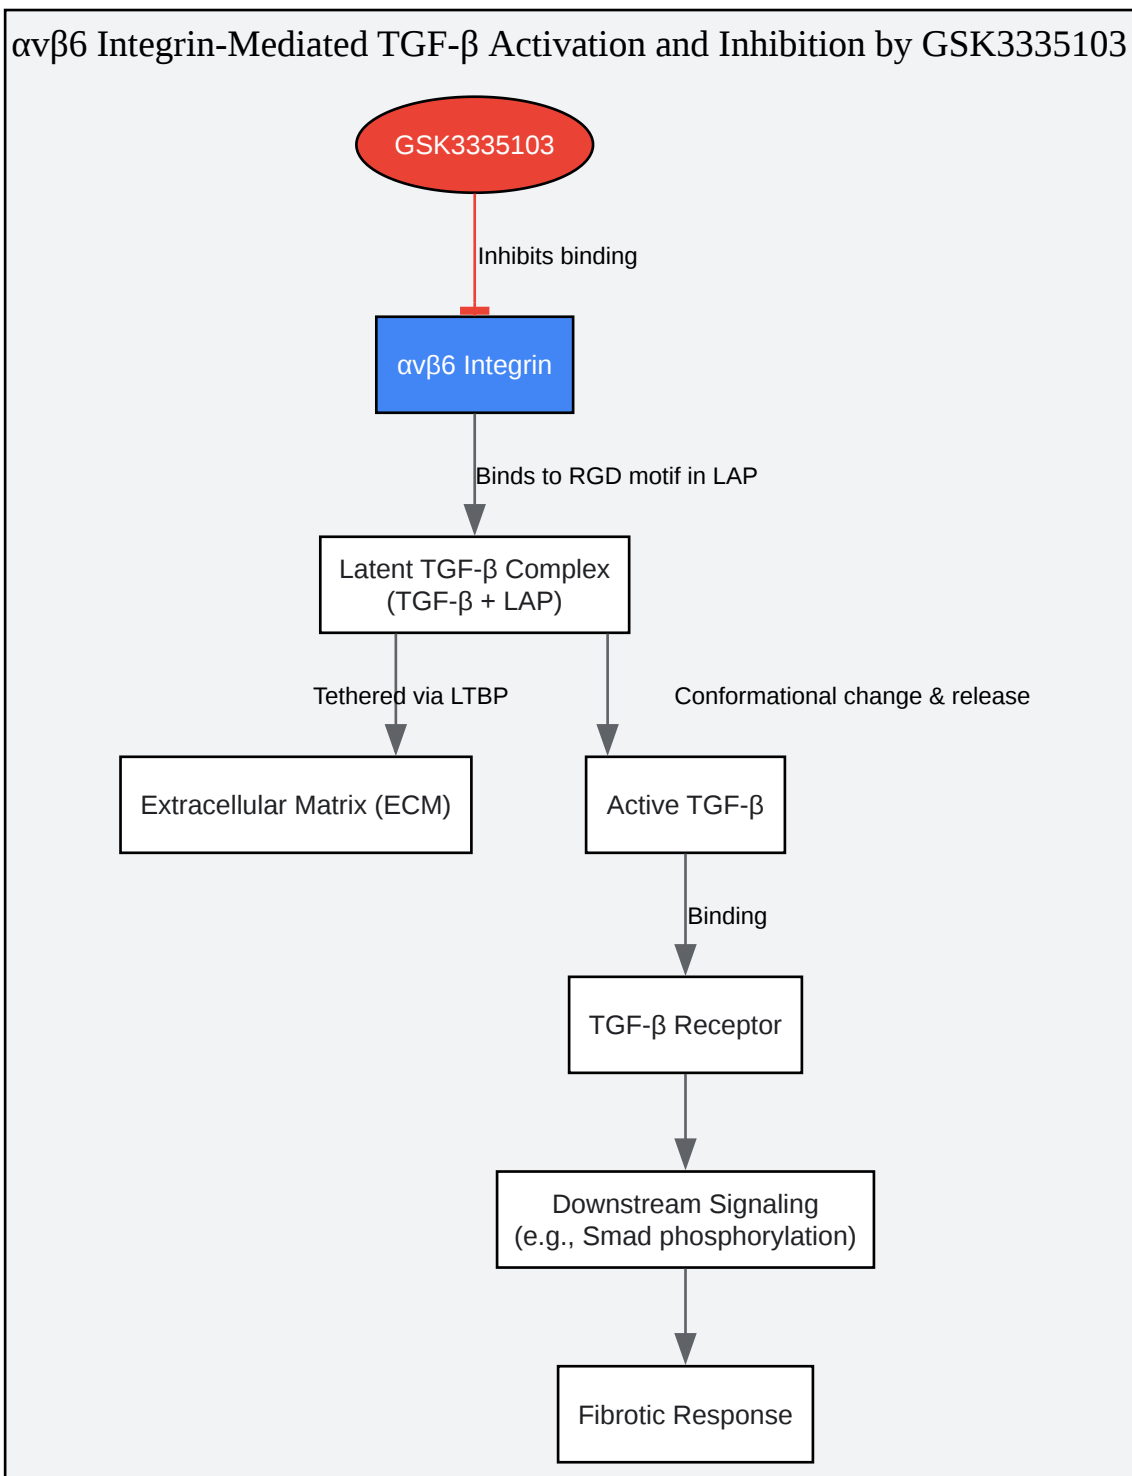 αvβ6 Integrin-Mediated TGF-β Activation and Inhibition by GSK3335103
GSK3335103
Inhibits binding
αvβ6 Integrin
Binds to RGD motif in LAP
Latent TGF-β Complex
(TGF-β + LAP)
Tethered via LTBP
Conformational change & release
Extracellular Matrix (ECM)
Active TGF-β
Binding
TGF-β Receptor
Downstream Signaling
(e.g., Smad phosphorylation)
Fibrotic Response